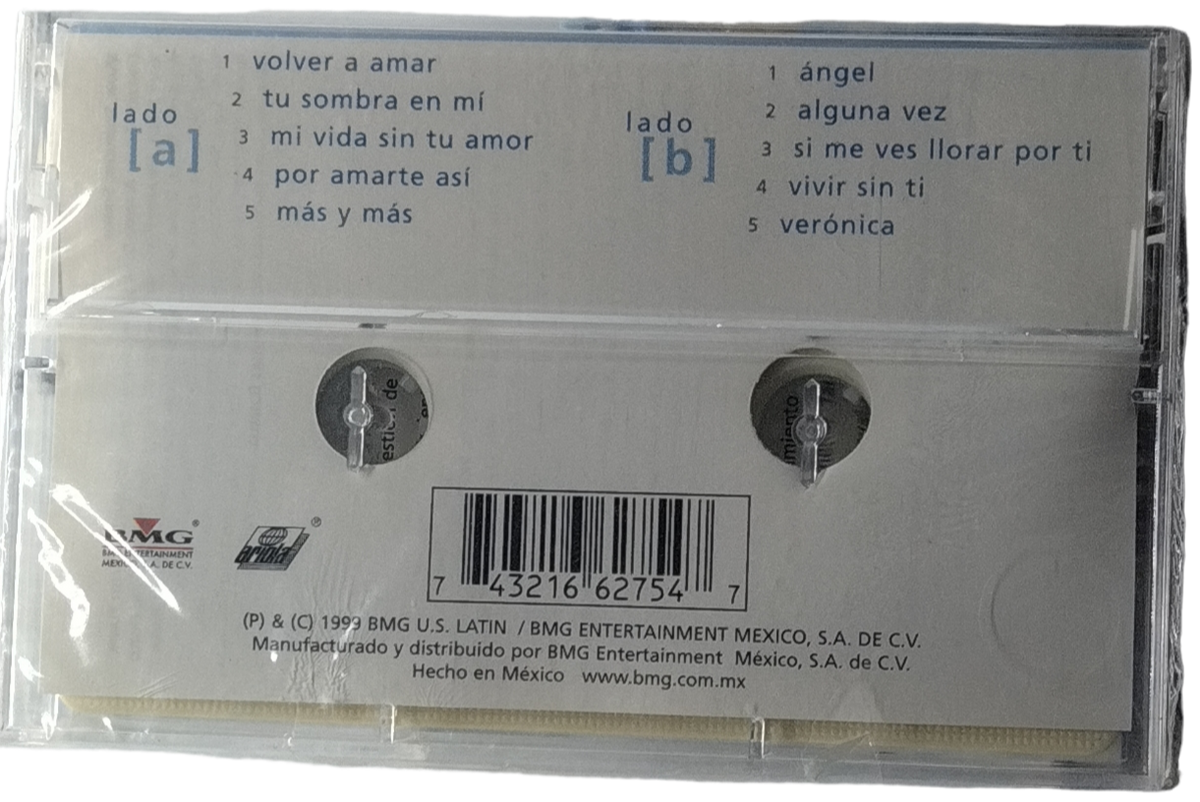 lado
[a]
1 volver a amar
2 tu sombra en mí
3 mi vida sin tu amor
4 por amarte así
5 más y más
lado
[b]
1 ángel
2 alguna vez
3 si me ves llorar por ti
4 vivir sin ti
5 verónica
de
miento
BMG®
BMG ENTERTAINMENT
MEXICO, S.A. DE C.V.
ariola®
7 43216 62754 7
(P) & (C) 1999 BMG U.S. LATIN / BMG ENTERTAINMENT MEXICO, S.A. DE C.V.
Manufacturado y distribuido por BMG Entertainment México, S.A. de C.V.
Hecho en México www.bmg.com.mx